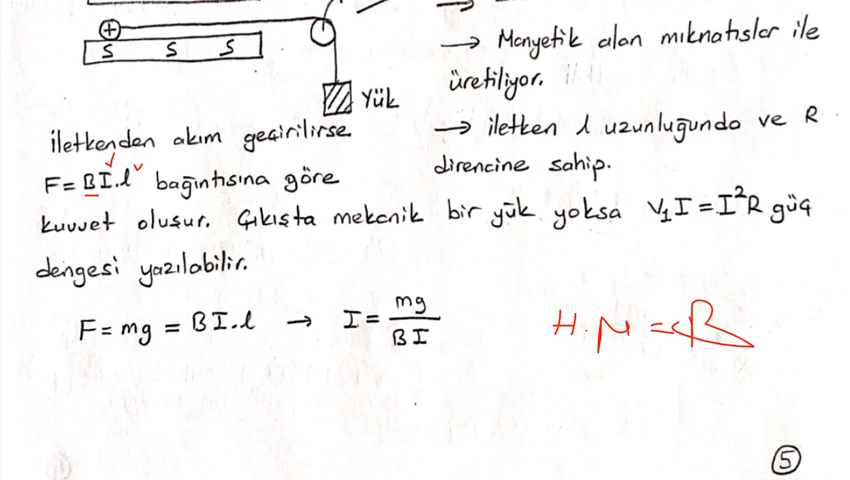 → Manyetik alan mıknatıslar ile
üretiliyor.
+
S S S
Yük
→ iletken l uzunluğunda ve R
direncine sahip.
İletkenden akım geçirilirse
F = BI.l bağıntısına göre
kuvvet oluşur. Çıkışta mekanik bir yük yoksa V₁I = I²R güç
dengesi yazılabilir.
F = mg = BI.l → I = mg / BI
H.M = B
5